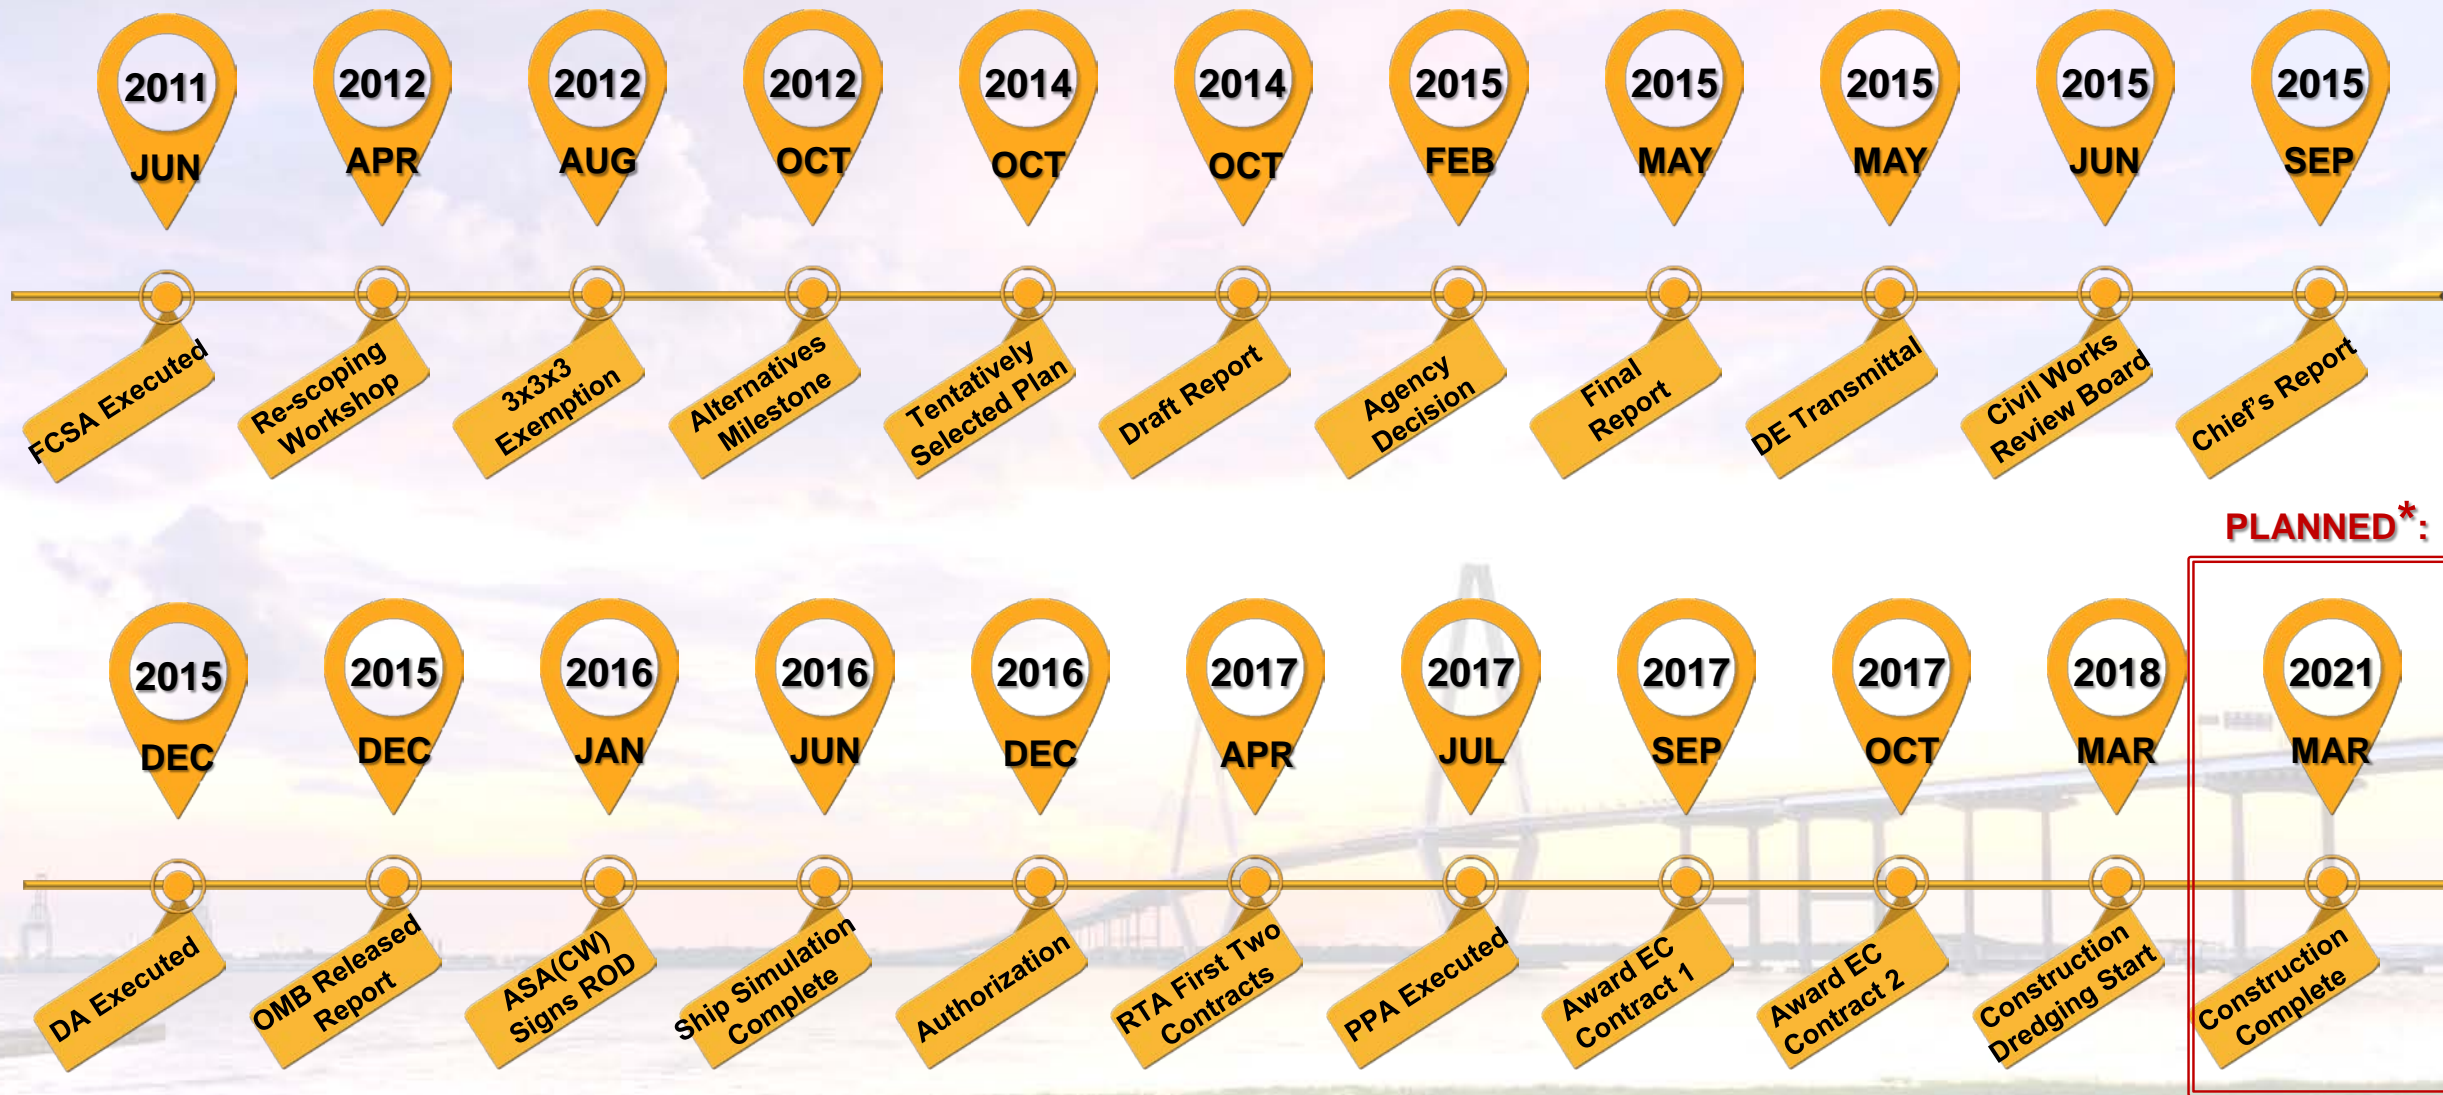 2011
JUN
2012
APR
2012
AUG
2012
OCT
2014
OCT
2014
OCT
2015
FEB
2015
MAY
2015
MAY
2015
JUN
2015
SEP
FCSA Executed
Re-scoping
Workshop
3x3x3
Exemption
Alternatives
Milestone
Tentatively
Selected Plan
Draft Report
Agency
Decision
Final
Report
DE Transmittal
Civil Works
Review Board
Chief’s Report
PLANNED*:
2015
DEC
2015
DEC
2016
JAN
2016
JUN
2016
DEC
2017
APR
2017
JUL
2017
SEP
2017
OCT
2018
MAR
2021
MAR
DA Executed
OMB Released
Report
ASA(CW)
Signs ROD
Ship Simulation
Complete
Authorization
RTA First Two
Contracts
PPA Executed
Award EC
Contract 1
Award EC
Contract 2
Construction
Dredging Start
Construction
Complete